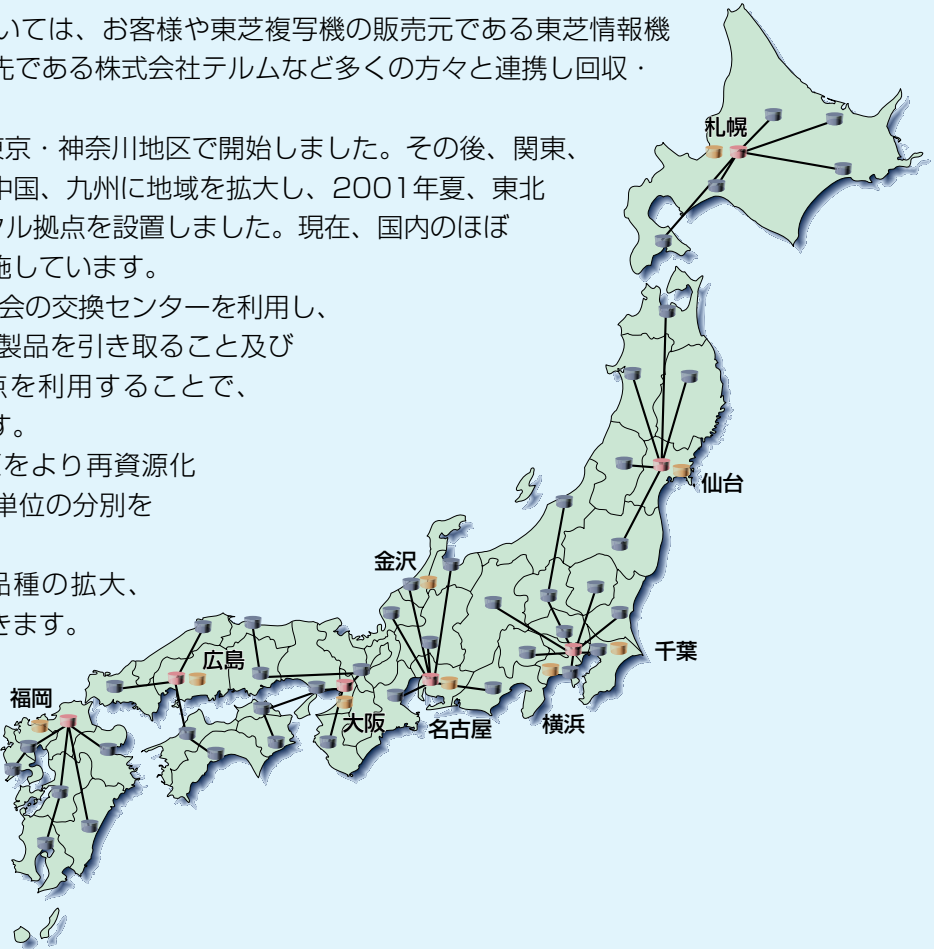 いては、お客様や東芝複写機の販売元である東芝情報機
先である株式会社テルムなど多くの方々と連携し回収・
東京・神奈川地区で開始しました。その後、関東、
中国、九州に地域を拡大し、2001年夏、東北
クル拠点を設置しました。現在、国内のほぼ
施しています。
会の交換センターを利用し、
製品を引き取ること及び
点を利用することで、
す。
をより再資源化
単位の分別を
品種の拡大、
きます。
札幌
仙台
金沢
千葉
広島
福岡
大阪
名古屋
横浜